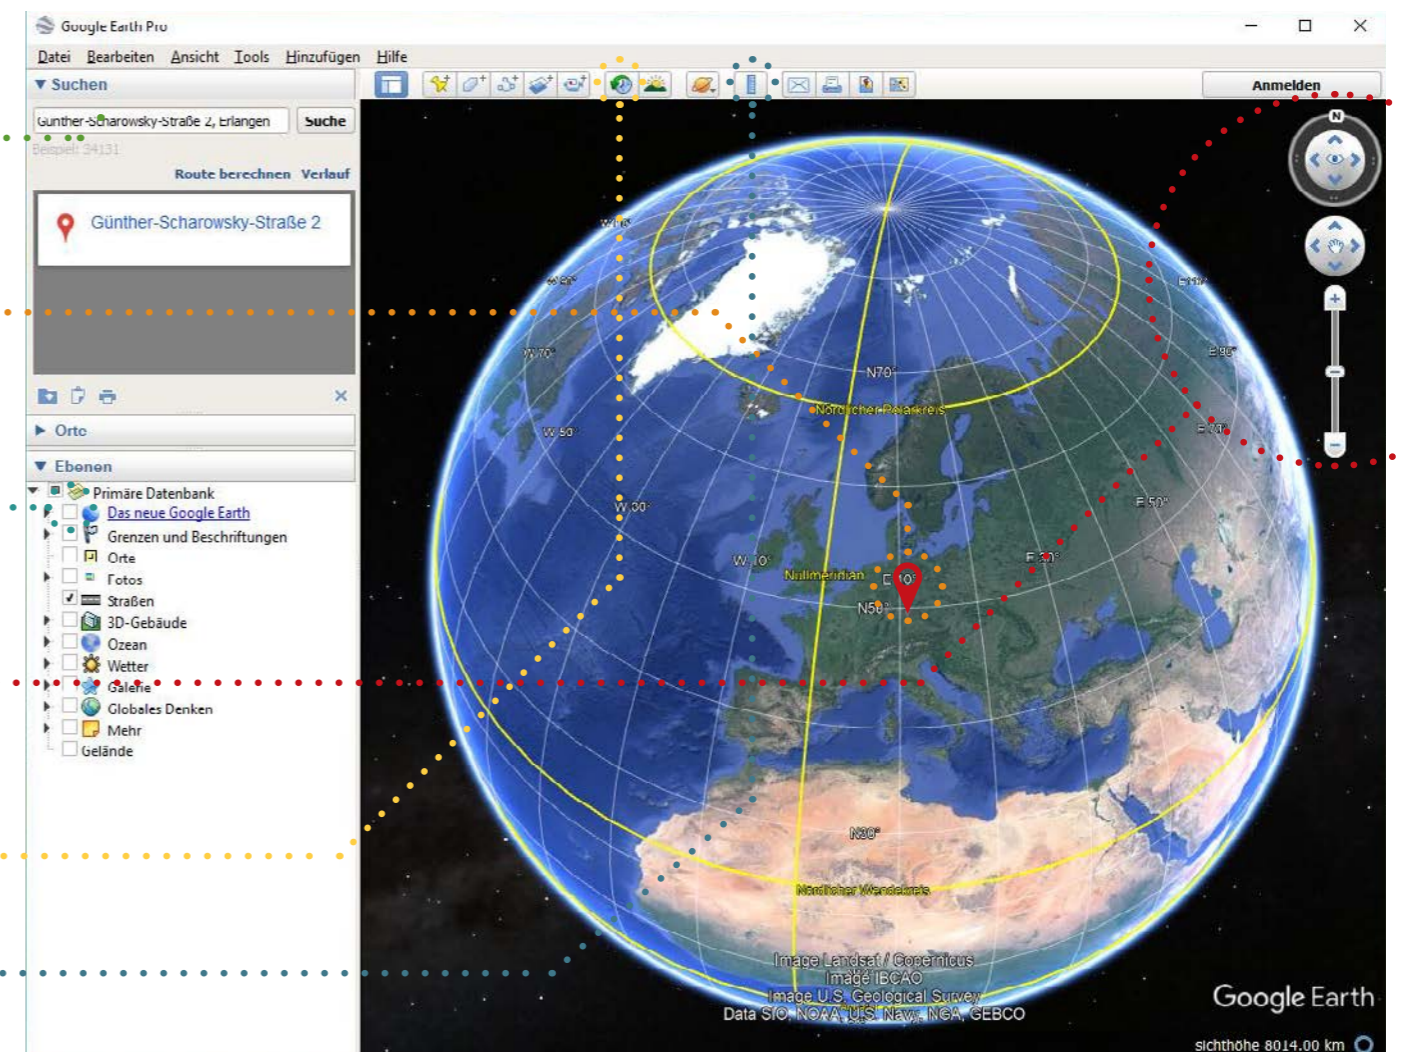 Google Earth Pro
Datei Bearbeiten Ansicht Tools Hinzufügen Hilfe
Suchen
Anmelden
Günther-Scharowsky-Straße 2, Erlangen Suche
Beispiel: 34131
Route berechnen Verlauf
Günther-Scharowsky-Straße 2
Orte
Ebenen
Primäre Datenbank
Das neue Google Earth
Grenzen und Beschriftungen
Orte
Fotos
Straßen
3D-Gebäude
Ozean
Wetter
Galerie
Globales Denken
Mehr
Gelände
N
W 90°
E 90°
W 70°
N70°
Nördlicher Polarkreis
E 70°
W 50°
E 50°
W 30°
W 10°
E 30°
Nullmeridian
E 10°
N50°
N30°
Nördlicher Wendekreis
Image Landsat / Copernicus
Image IBCAO
Image U.S. Geological Survey
Data SIO, NOAA, U.S. Navy, NGA, GEBCO
Google Earth
sichthöhe 8014.00 km